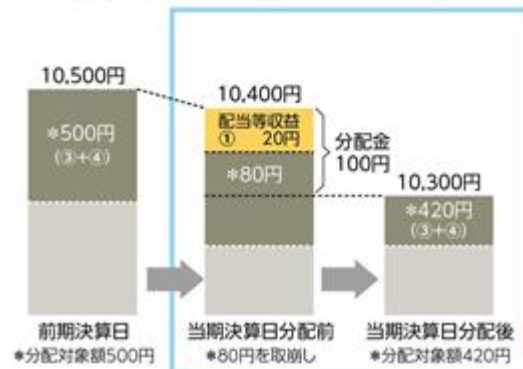 10,500円
*500円
(③+④)
10,400円
配当等収益
① 20円
*80円
分配金
100円
10,300円
*420円
(③+④)
前期決算日
*分配対象額500円
当期決算日分配前
*80円を取崩し
当期決算日分配後
*分配対象額420円